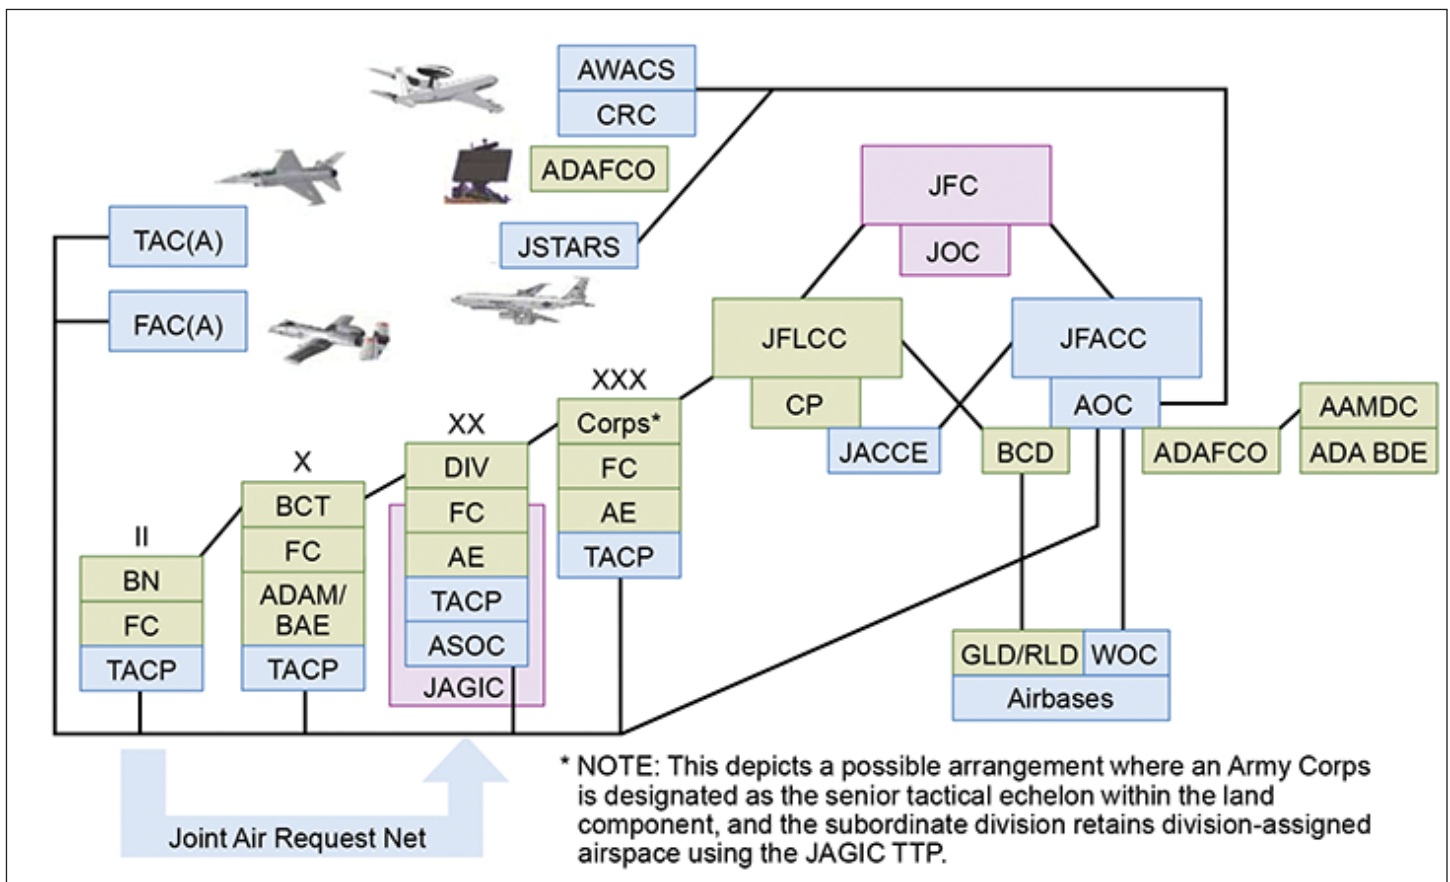 AWACS
CRC
ADAFCO
JSTARS
TAC(A)
FAC(A)
JFC
JOC
JFLCC
CP
JFACC
AOC
JACCE
BCD
ADAFCO
AAMDC
ADA BDE
XXX
Corps*
FC
AE
TACP
XX
DIV
FC
AE
TACP
ASOC
JAGIC
X
BCT
FC
ADAM/
BAE
TACP
II
BN
FC
TACP
GLD/RLD
WOC
Airbases
Joint Air Request Net
* NOTE: This depicts a possible arrangement where an Army Corps
is designated as the senior tactical echelon within the land
component, and the subordinate division retains division-assigned
airspace using the JAGIC TTP.